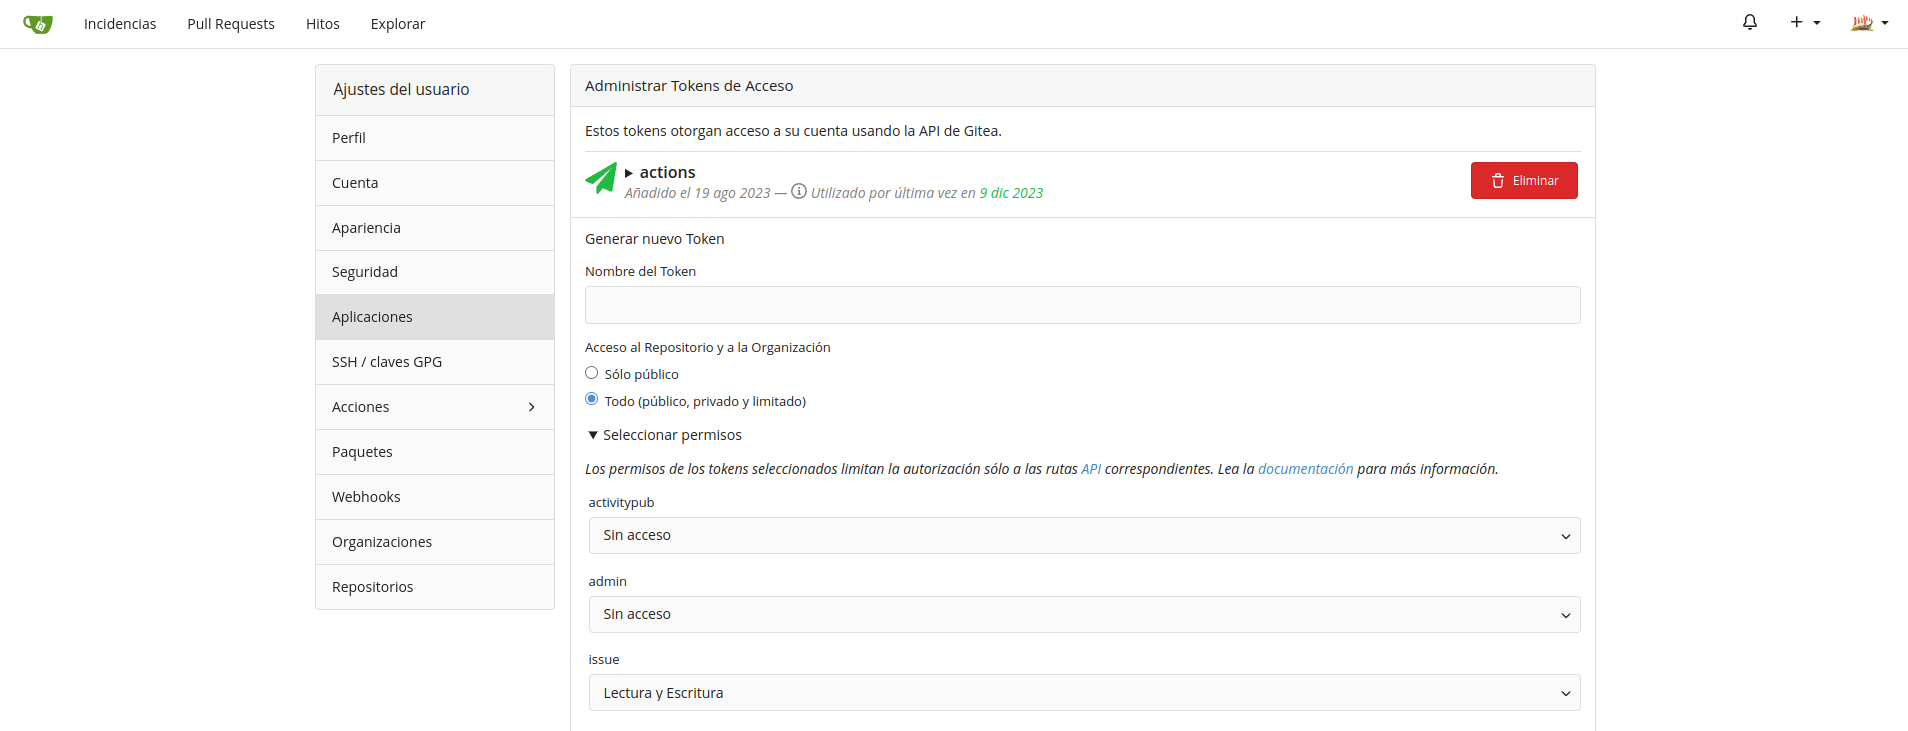 Incidencias Pull Requests Hitos Explorar
Ajustes del usuario
Perfil
Cuenta
Apariencia
Seguridad
Aplicaciones
SSH / claves GPG
Acciones
Paquetes
Webhooks
Organizaciones
Repositorios
Administrar Tokens de Acceso
Estos tokens otorgan acceso a su cuenta usando la API de Gitea.
actions
Añadido el 19 ago 2023 — Utilizado por última vez en 9 dic 2023
Eliminar
Generar nuevo Token
Nombre del Token
Acceso al Repositorio y a la Organización
Sólo público
Todo (público, privado y limitado)
Seleccionar permisos
Los permisos de los tokens seleccionados limitan la autorización sólo a las rutas API correspondientes. Lea la documentación para más información.
activitypub
Sin acceso
admin
Sin acceso
issue
Lectura y Escritura